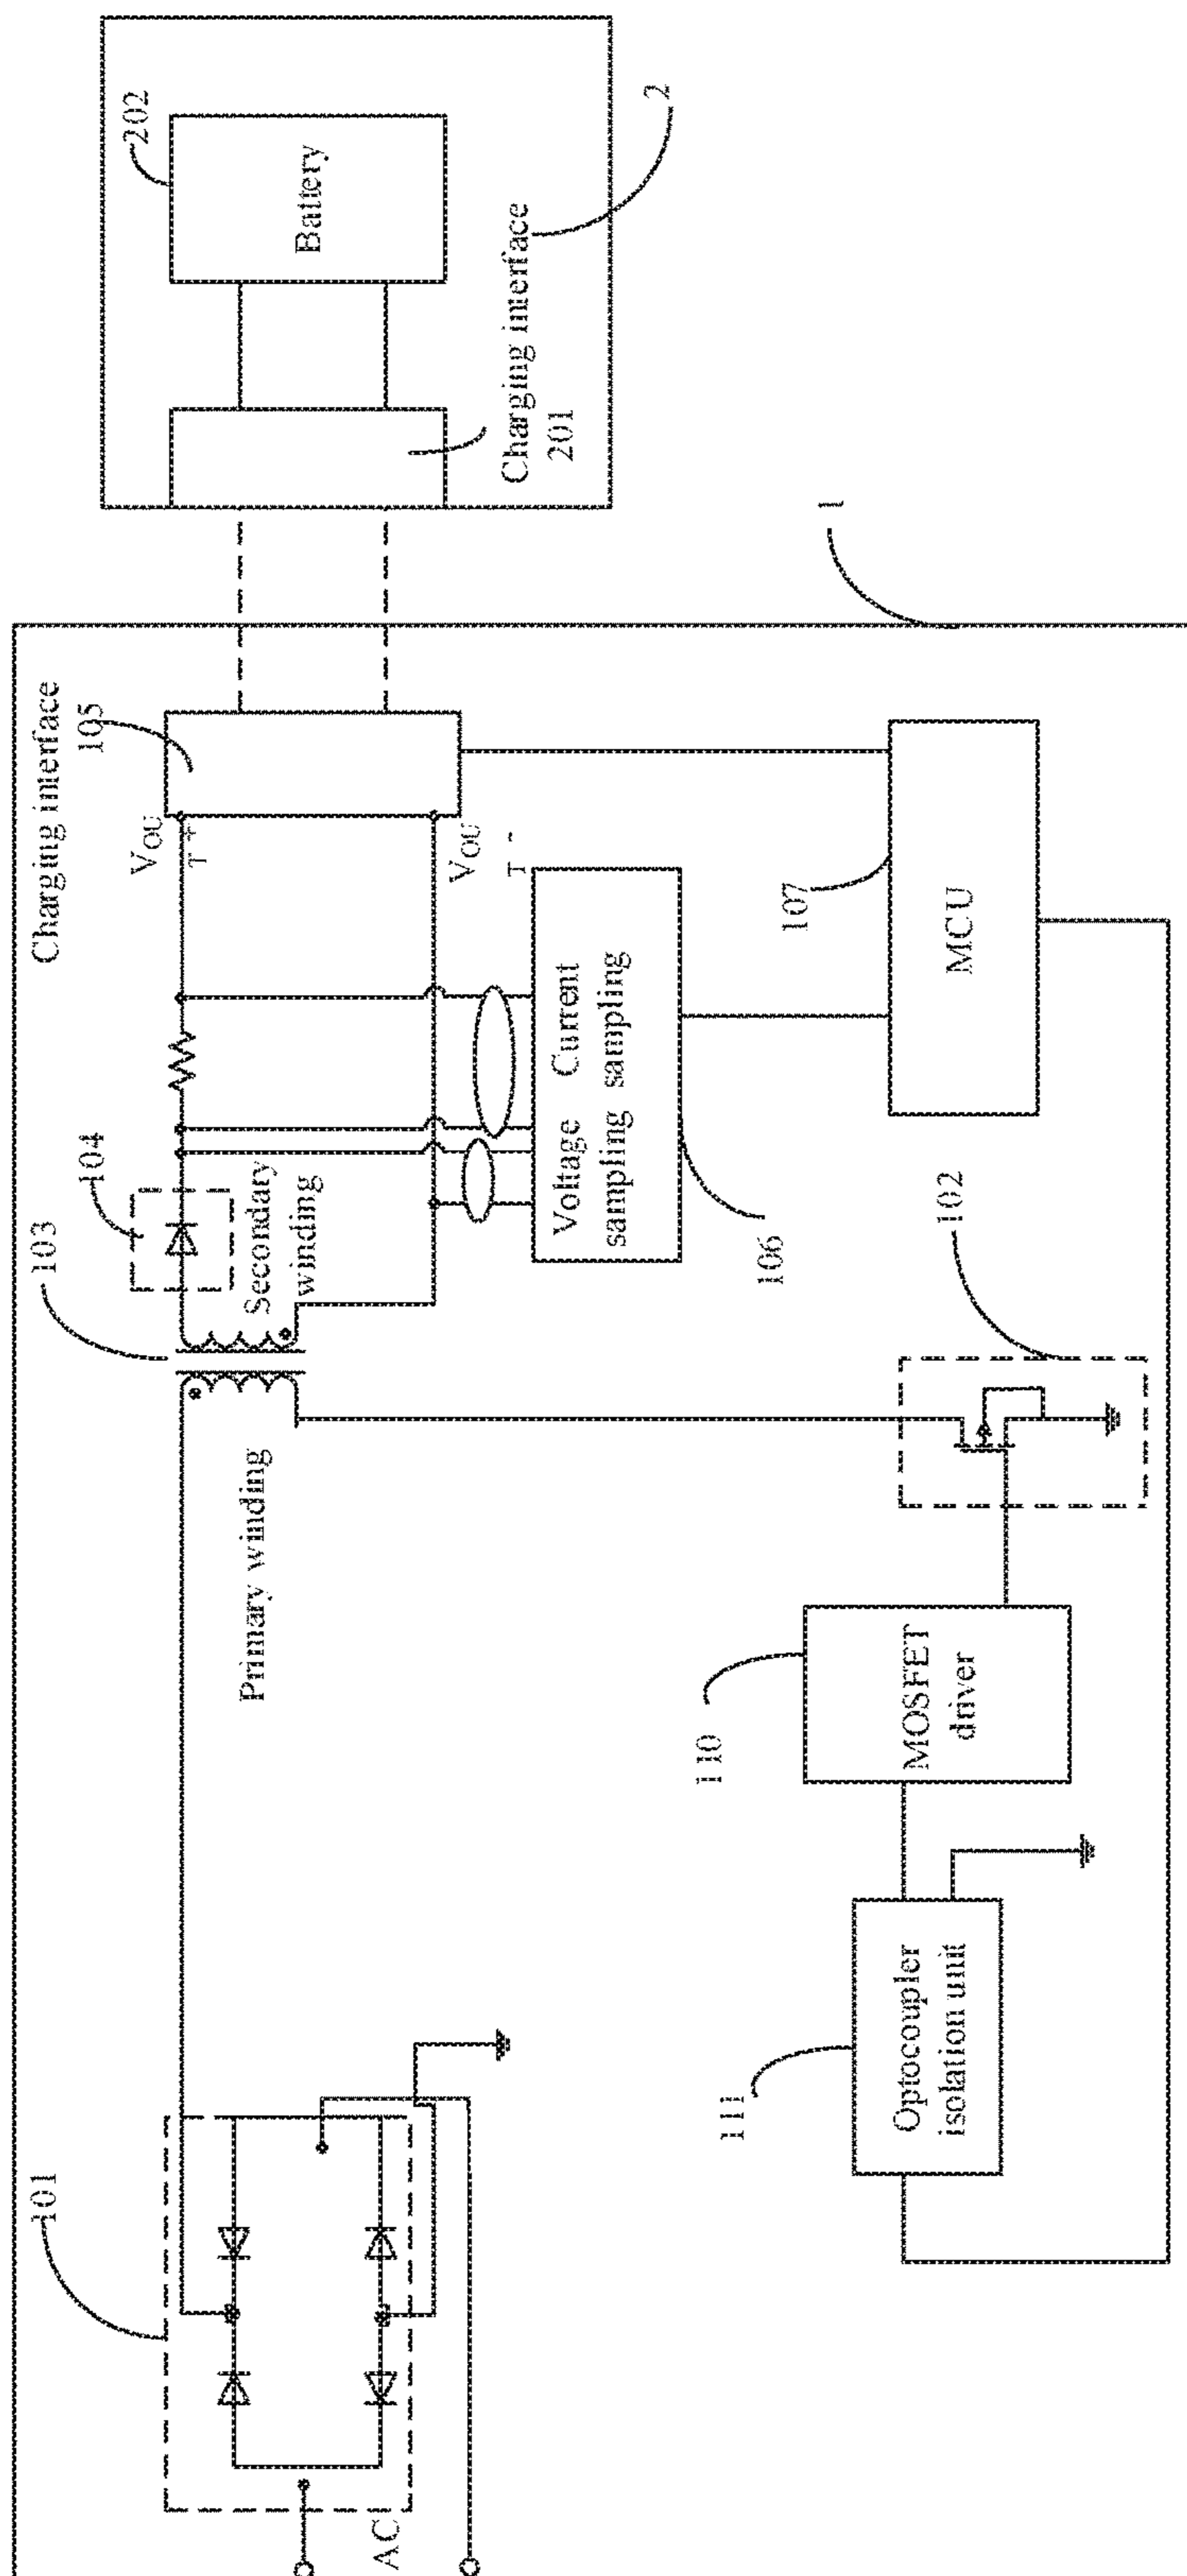 101
AC
103
104
Primary winding
Secondary
winding
Charging interface
105
VOU
T +
VOU
T -
Voltage
sampling
Current
sampling
106
107
MCU
102
110
MOSFET
driver
111
Optocoupler
isolation unit
1
202
Battery
Charging interface
201
2